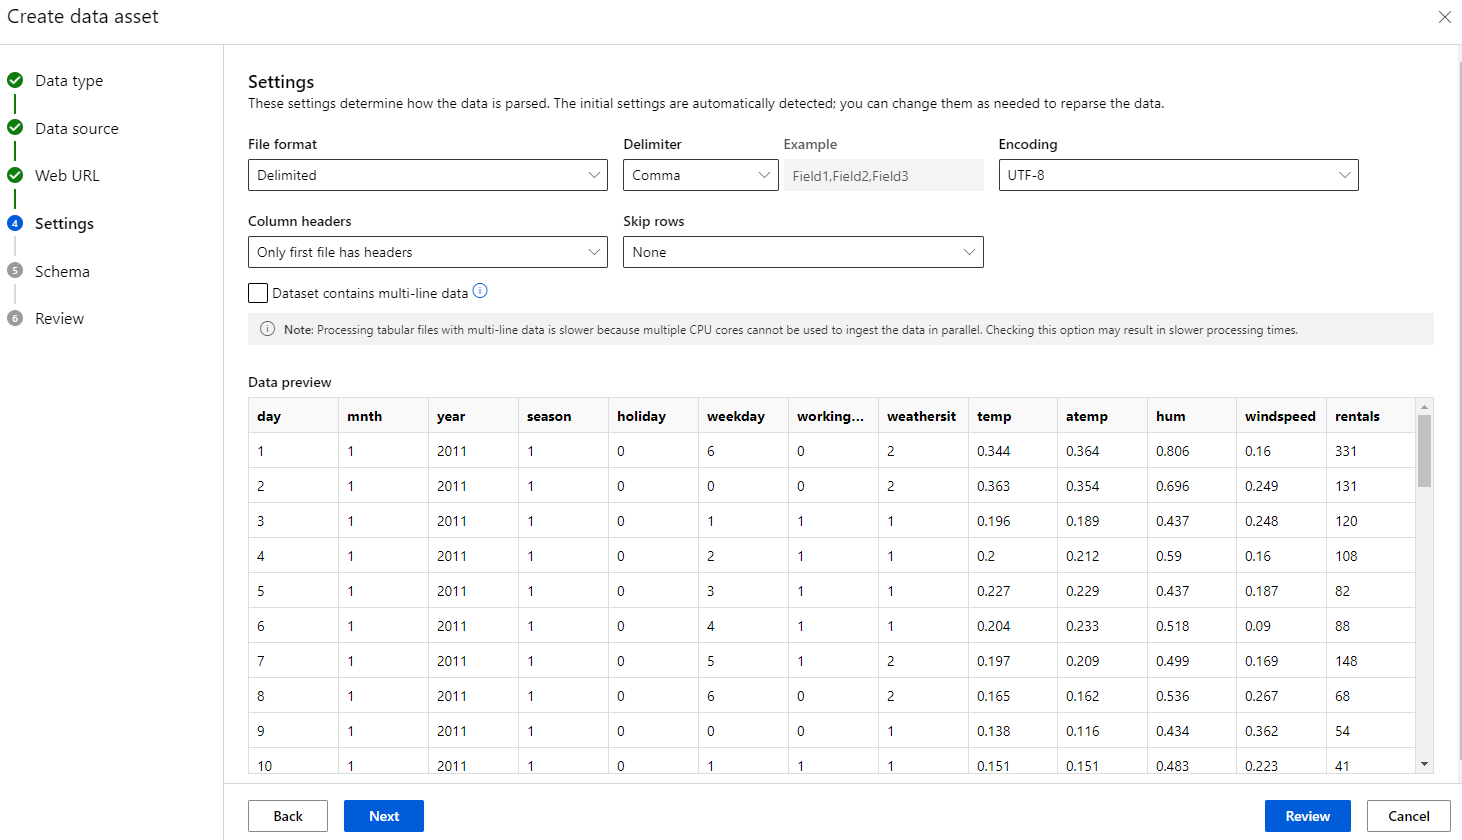 Create data asset
Data type
Data source
Web URL
4 Settings
5 Schema
6 Review
Settings
These settings determine how the data is parsed. The initial settings are automatically detected; you can change them as needed to reparse the data.
File format Delimiter Example Encoding
Delimited Comma Field1,Field2,Field3 UTF-8
Column headers Skip rows
Only first file has headers None
Dataset contains multi-line data
Note: Processing tabular files with multi-line data is slower because multiple CPU cores cannot be used to ingest the data in parallel. Checking this option may result in slower processing times.
Data preview
day mnth year season holiday weekday working... weathersit temp atemp hum windspeed rentals
1 1 2011 1 0 6 0 2 0.344 0.364 0.806 0.16 331
2 1 2011 1 0 0 0 2 0.363 0.354 0.696 0.249 131
3 1 2011 1 0 1 1 1 0.196 0.189 0.437 0.248 120
4 1 2011 1 0 2 1 1 0.2 0.212 0.59 0.16 108
5 1 2011 1 0 3 1 1 0.227 0.229 0.437 0.187 82
6 1 2011 1 0 4 1 1 0.204 0.233 0.518 0.09 88
7 1 2011 1 0 5 1 2 0.197 0.209 0.499 0.169 148
8 1 2011 1 0 6 0 2 0.165 0.162 0.536 0.267 68
9 1 2011 1 0 0 0 1 0.138 0.116 0.434 0.362 54
10 1 2011 1 0 1 1 1 0.151 0.151 0.483 0.223 41
Back Next Review Cancel